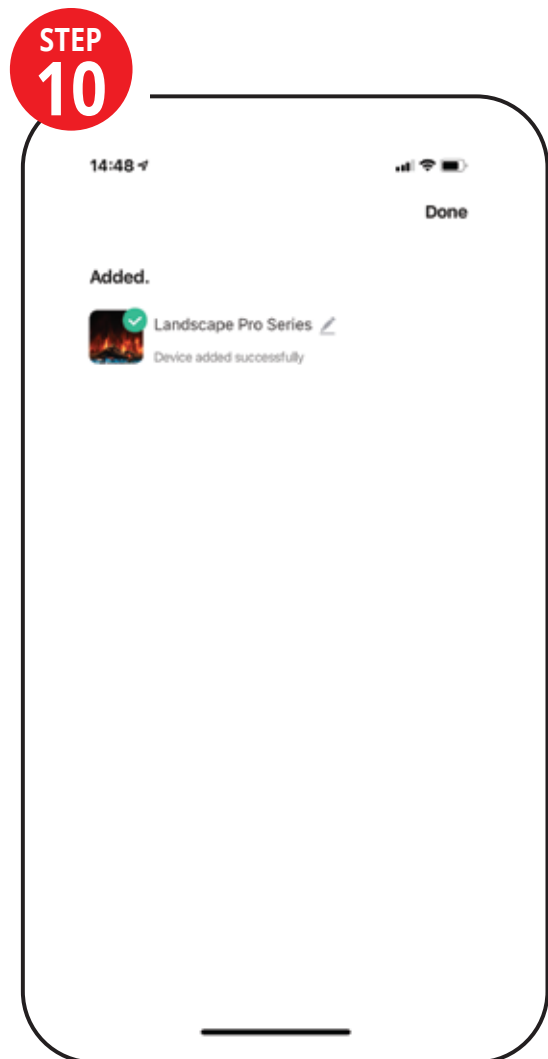 STEP
10
14:48
Done
Added.
Landscape Pro Series
Device added successfully